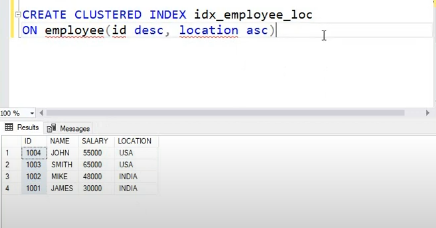 CREATE CLUSTERED INDEX idx_employee_loc
ON employee(id desc, location asc)
100 %
Results Messages
ID NAME SALARY LOCATION
1 1004 JOHN 55000 USA
2 1003 SMITH 65000 USA
3 1002 MIKE 48000 INDIA
4 1001 JAMES 30000 INDIA